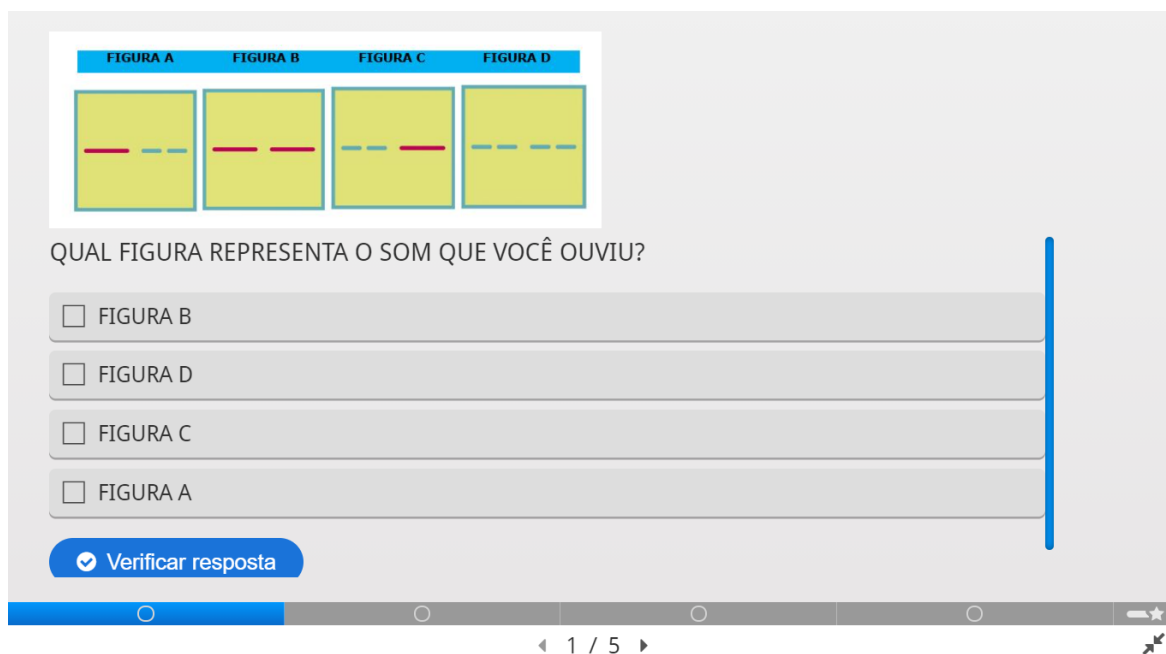 FIGURA A FIGURA B FIGURA C FIGURA D
QUAL FIGURA REPRESENTA O SOM QUE VOCÊ OUVIU?
FIGURA B
FIGURA D
FIGURA C
FIGURA A
Verificar resposta
1 / 5